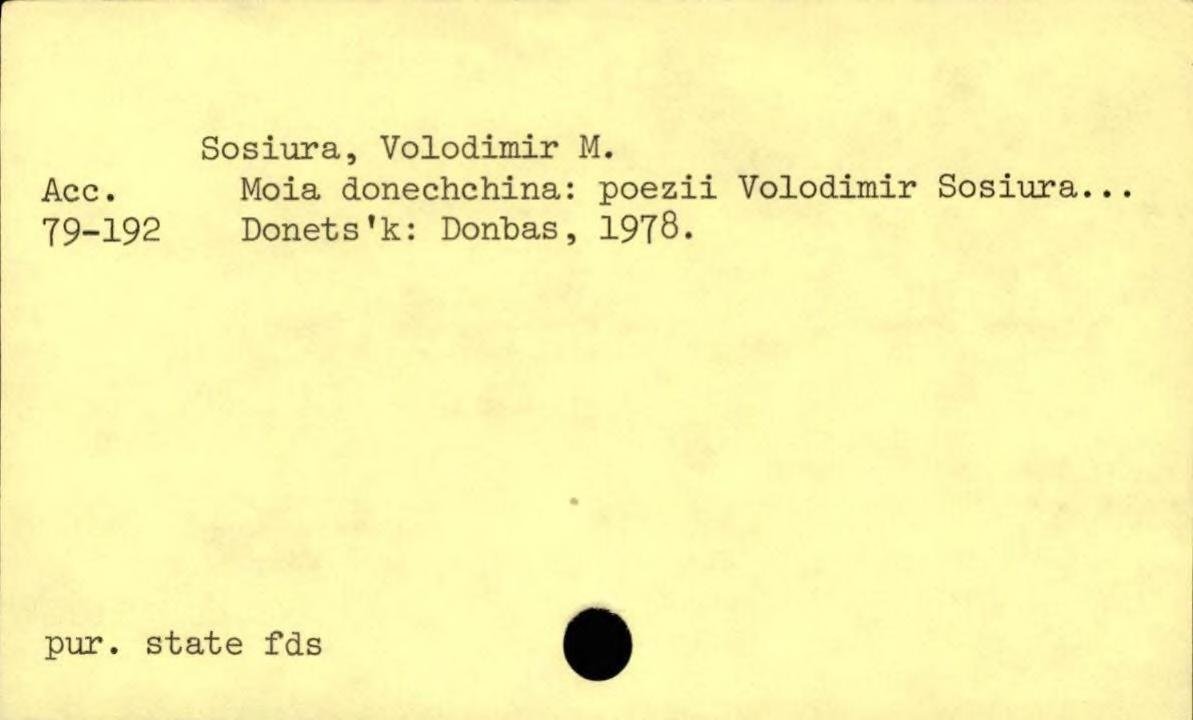 Sosiura, Volodimir M.
Acc. Moia donechchina: poezii Volodimir Sosiura...
79-192 Donets'k: Donbas, 1978.
pur. state fds